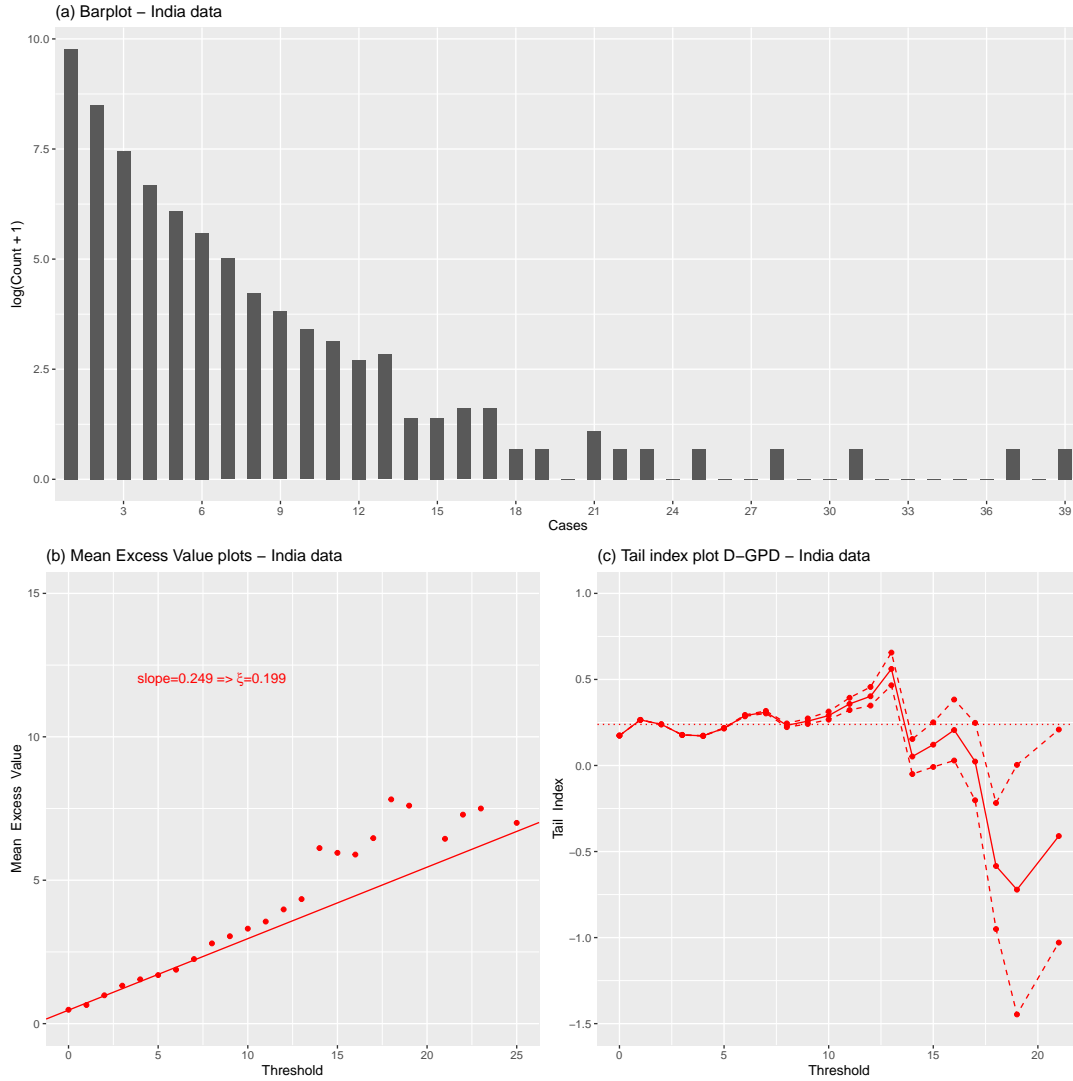 (a) Barplot − India data
10.0
7.5
5.0
2.5
0.0
log(Count + 1)
3 6 9 12 15 18 21 24 27 30 33 36 39
Cases
(b) Mean Excess Value plots − India data
15
10
5
0
Mean Excess Value
slope=0.249 => ξ=0.199
0 5 10 15 20 25
Threshold
(c) Tail index plot D−GPD − India data
1.0
0.5
0.0
−0.5
−1.0
−1.5
Tail Index
0 5 10 15 20
Threshold